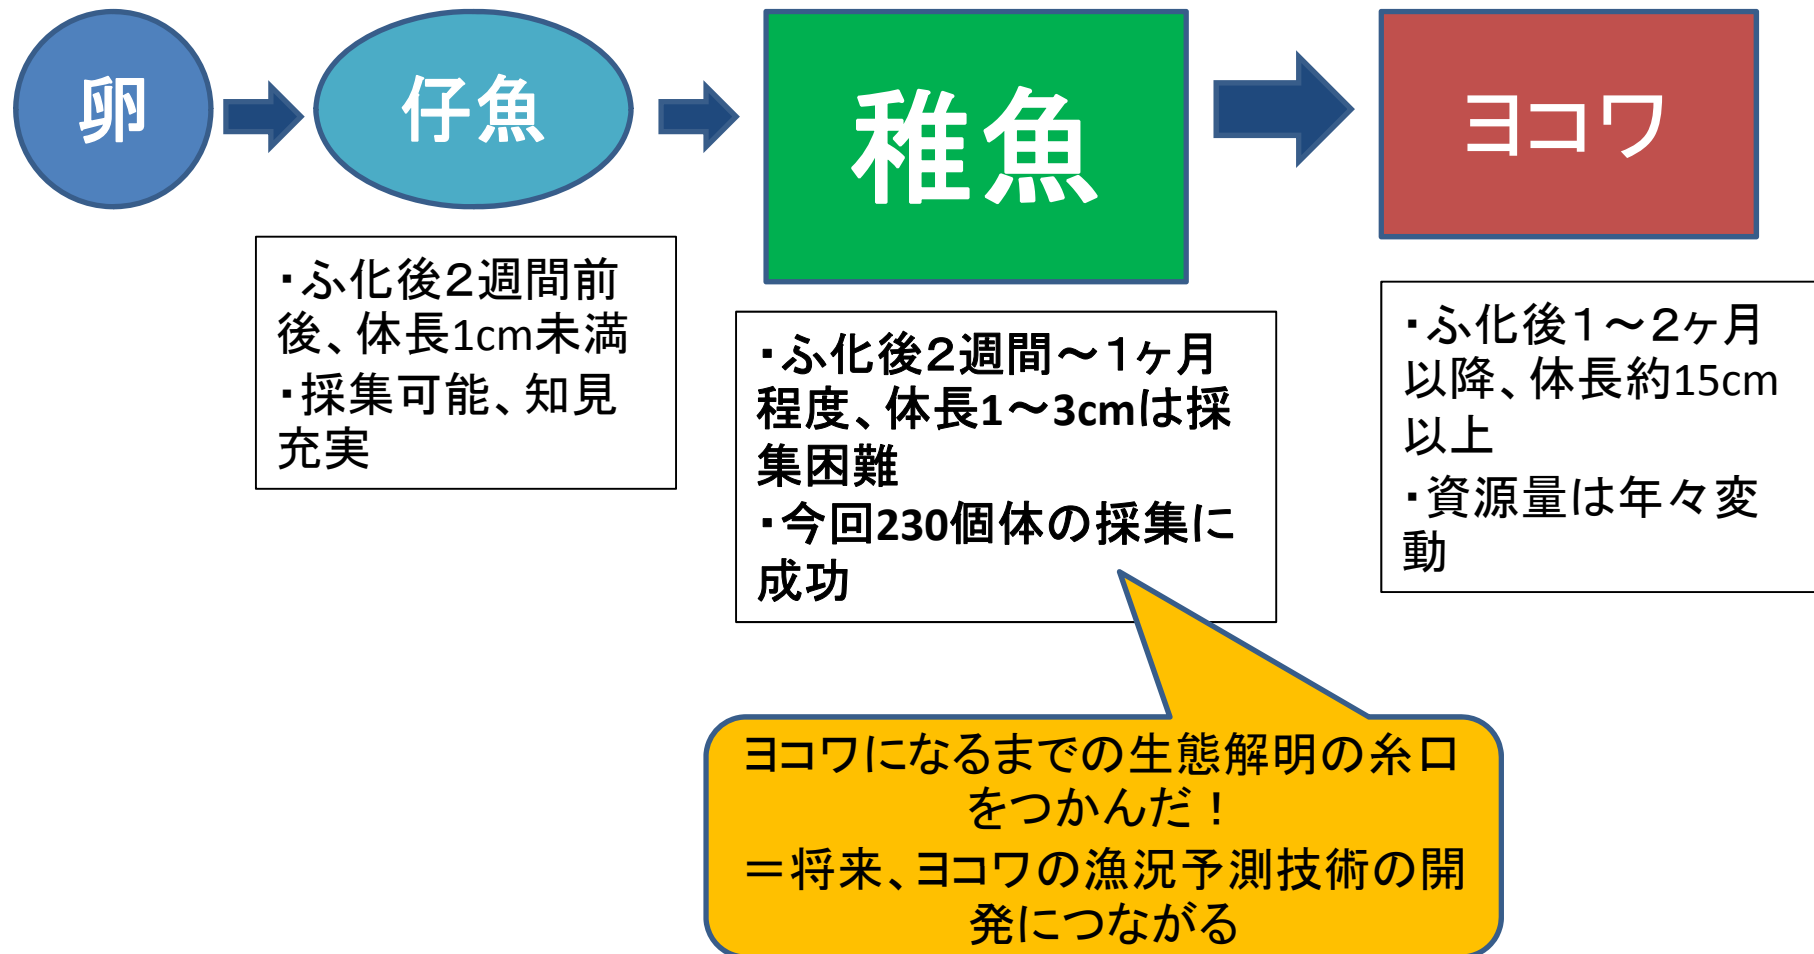 卵
仔魚
稚魚
ヨコワ
・ふ化後２週間前
後、体長1cm未満
・採集可能、知見
充実
・ふ化後２週間～１ヶ月
程度、体長1～3cmは採
集困難
・今回230個体の採集に
成功
・ふ化後１～２ヶ月
以降、体長約15cm
以上
・資源量は年々変
動
ヨコワになるまでの生態解明の糸口
をつかんだ！
＝将来、ヨコワの漁況予測技術の開
発につながる